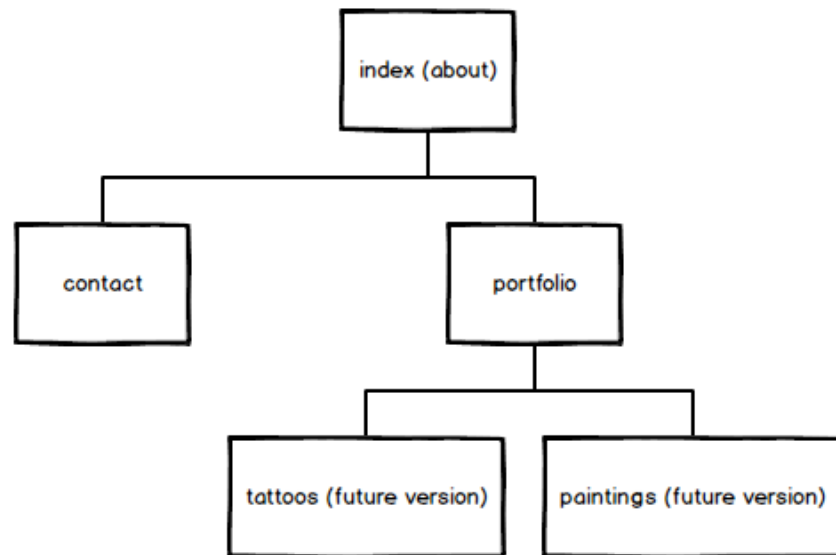 index (about)
contact
portfolio
tattoos (future version)
paintings (future version)